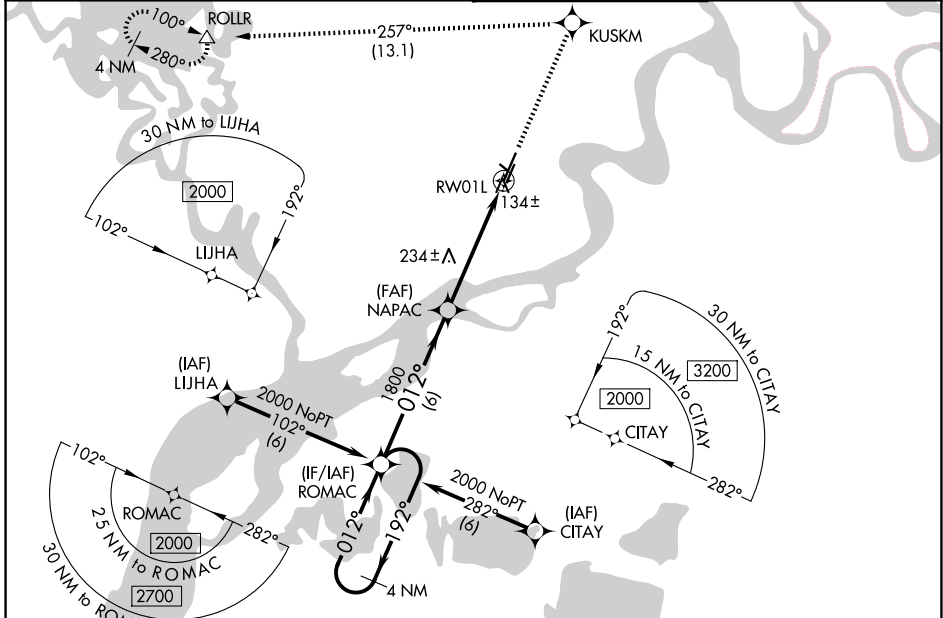 100°
ROLLR
280°
4 NM
257°
(13.1)
KUSKM
30 NM to LIJHA
2000
102°
192°
LIJHA
RW01L
134±
234±
(FAF)
NAPAC
1800
012°
(6)
(IAF)
LIJHA
2000 NoPT
102°
(6)
(IF/IAF)
ROMAC
012°
192°
4 NM
2000 NoPT
282°
(6)
(IAF)
CITAY
192°
30 NM to CITAY
3200
15 NM to CITAY
2000
CITAY
282°
102°
ROMAC
282°
2000
25 NM to ROMAC
2700
30 NM to